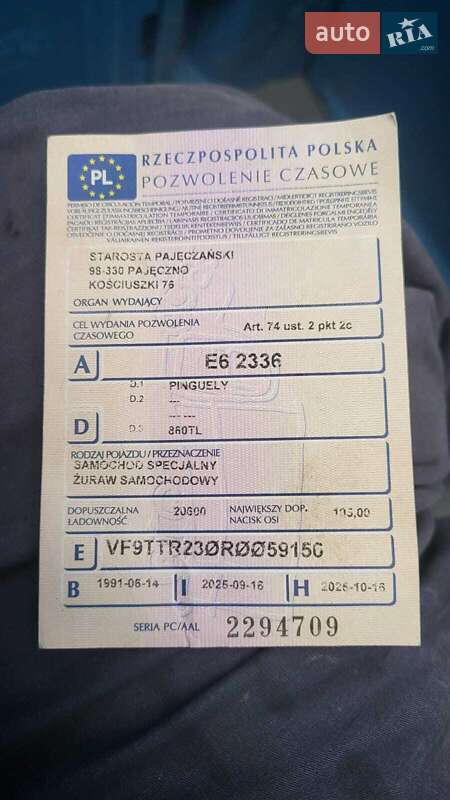 auto RIA.com
PL
RZECZPOSPOLITA POLSKA
POZWOLENIE CZASOWE
STAROSTA PAJĘCZAŃSKI
98-330 PAJĘCZNO
KOŚCIUSZKI 76
ORGAN WYDAJĄCY
CEL WYDANIA POZWOLENIA CZASOWEGO Art. 74 ust. 2 pkt 2c
A E6 2336
D.1 PINGUELY
D.2 ---
--- ---
D D.3 860TL
RODZAJ POJAZDU / PRZEZNACZENIE
SAMOCHÓD SPECJALNY
ŻURAW SAMOCHODOWY
DOPUSZCZALNA ŁADOWNOŚĆ NAJWIĘKSZY DOP. NACISK OSI
E
B 1991-06-14 I 2025-09-16 H 2025-10-16
SERIA PC/AAL 2294709